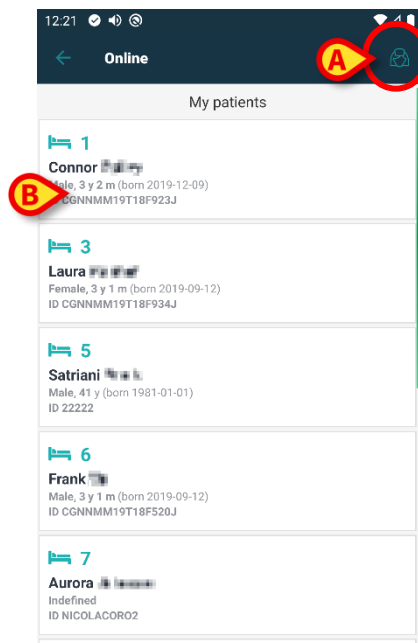 12:21
Online
A
My patients
1
Connor
Male, 3 y 2 m (born 2019-12-09)
B
CGNNMM19T18F923J
3
Laura
Female, 3 y 1 m (born 2019-09-12)
ID CGNNMM19T18F934J
5
Satriani
Male, 41 y (born 1981-01-01)
ID 22222
6
Frank
Male, 3 y 1 m (born 2019-09-12)
ID CGNNMM19T18F520J
7
Aurora
Indefined
ID NICOLACORO2